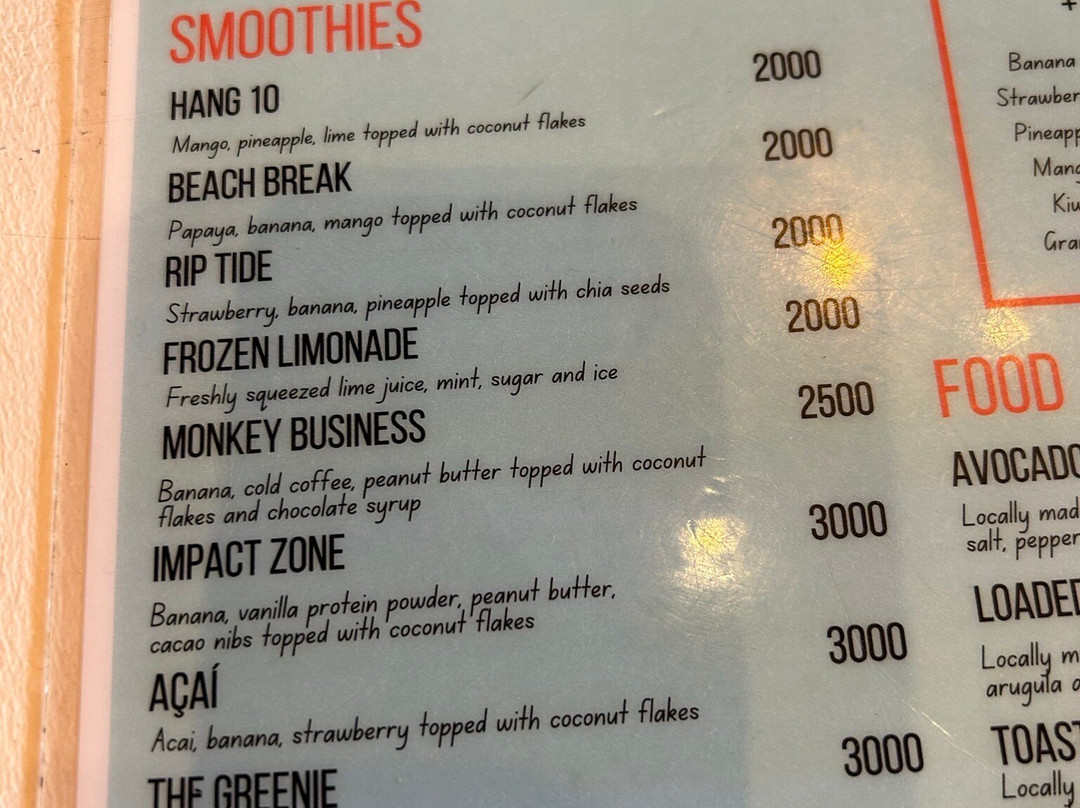 SMOOTHIES
HANG 10 2000
Mango, pineapple, lime topped with coconut flakes
BEACH BREAK 2000
Papaya, banana, mango topped with coconut flakes
RIP TIDE 2000
Strawberry, banana, pineapple topped with chia seeds
FROZEN LIMONADE 2000
Freshly squeezed lime juice, mint, sugar and ice
MONKEY BUSINESS 2500
Banana, cold coffee, peanut butter topped with coconut
flakes and chocolate syrup
IMPACT ZONE 3000
Banana, vanilla protein powder, peanut butter,
cacao nibs topped with coconut flakes
AÇAÍ 3000
Acai, banana, strawberry topped with coconut flakes
THE GREENIE 3000
+
Banana
FOOD
Locally
salt, pepper
Locally
arugula
Locally